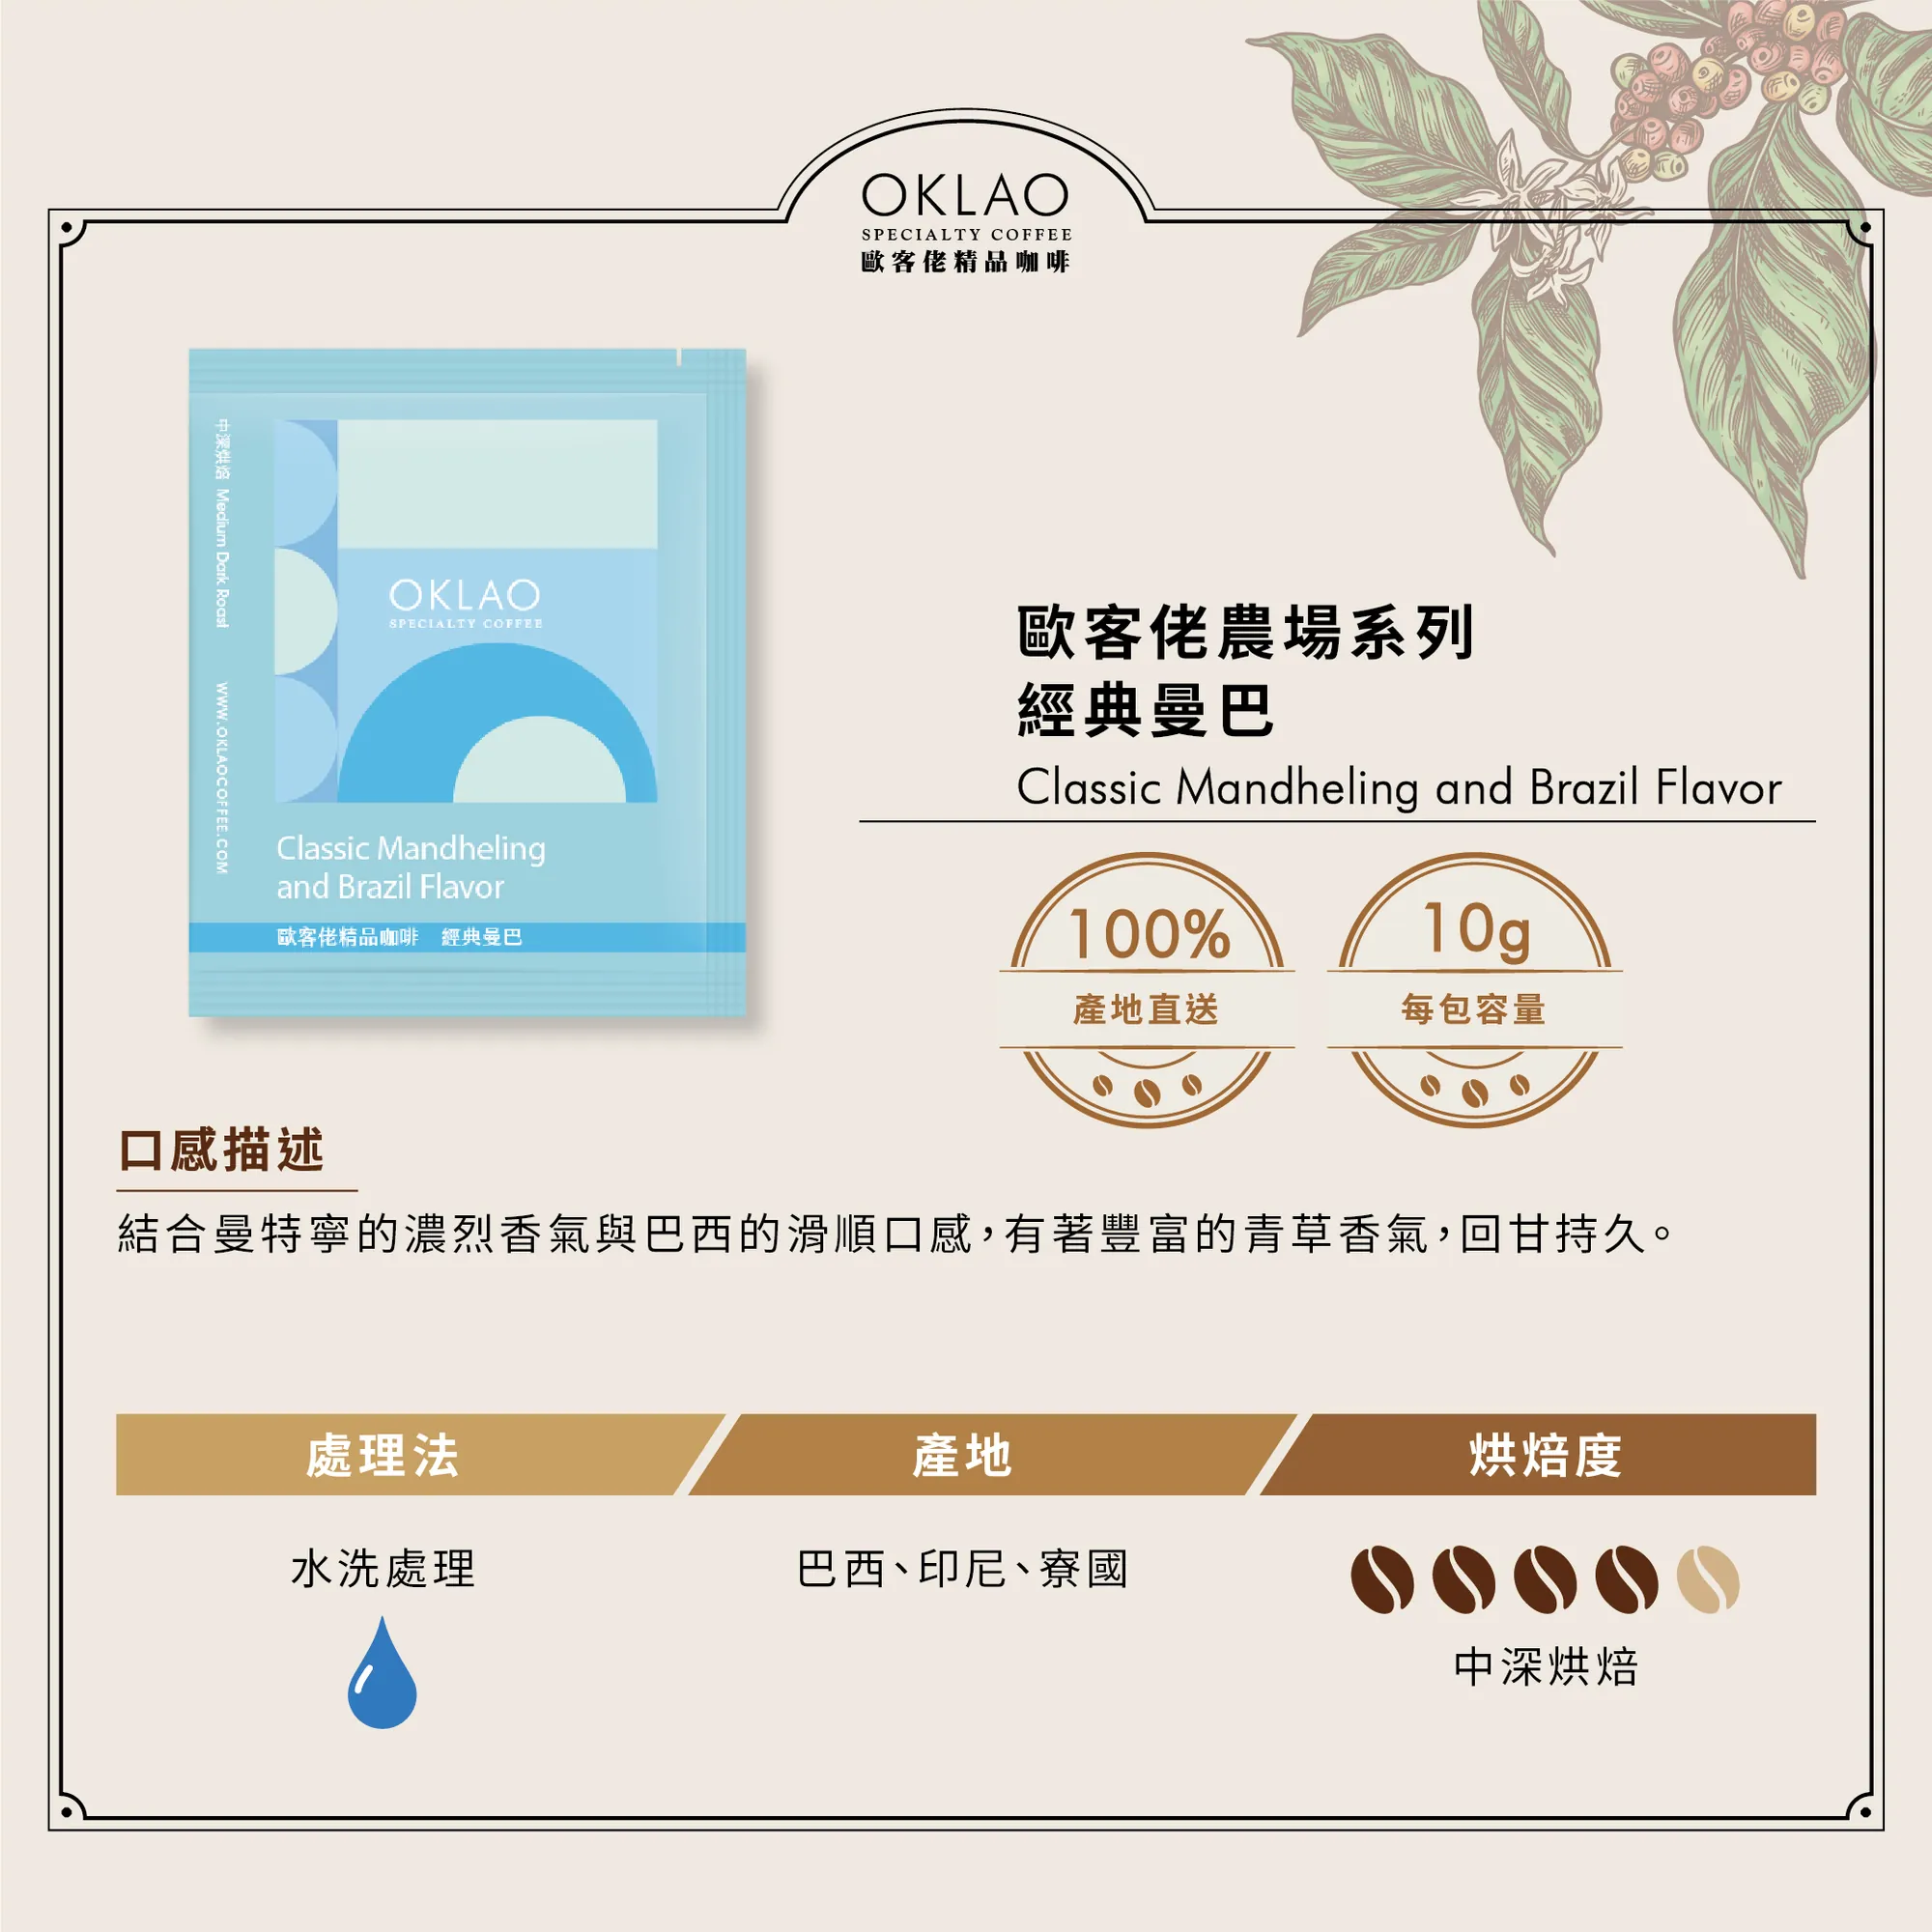 OKLAO
SPECIALTY COFFEE
歐客佬精品咖啡
中深烘焙 Medium Dark Roast
WWW.OKLAOCOFFEE.COM
OKLAO
SPECIALTY COFFEE
Classic Mandheling
and Brazil Flavor
歐客佬精品咖啡 經典曼巴
歐客佬農場系列
經典曼巴
Classic Mandheling and Brazil Flavor
100%
產地直送
10g
每包容量
口感描述
結合曼特寧的濃烈香氣與巴西的滑順口感,有著豐富的青草香氣,回甘持久。
處理法
產地
烘焙度
水洗處理
巴西、印尼、寮國
中深烘焙